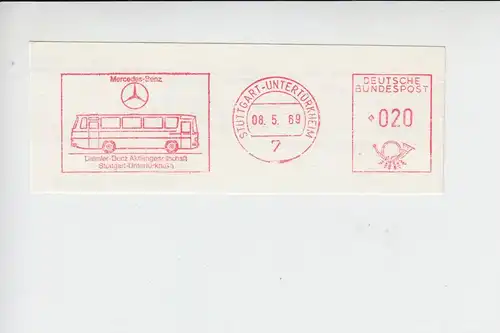 Mercedes-Benz
Daimler-Benz Aktiengesellschaft
Stuttgart-Untertürkheim
STUTTGART-UNTERTÜRKHEIM
08. 5. 69
7
DEUTSCHE
BUNDESPOST
020